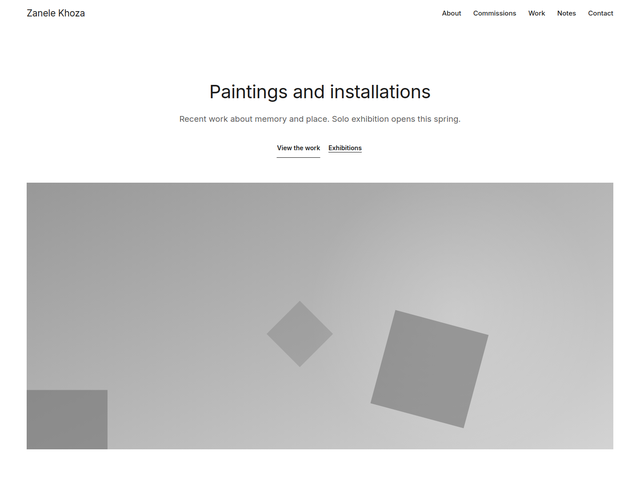 Zanele Khoza
About Commissions Work Notes Contact
Paintings and installations
Recent work about memory and place. Solo exhibition opens this spring.
View the work Exhibitions